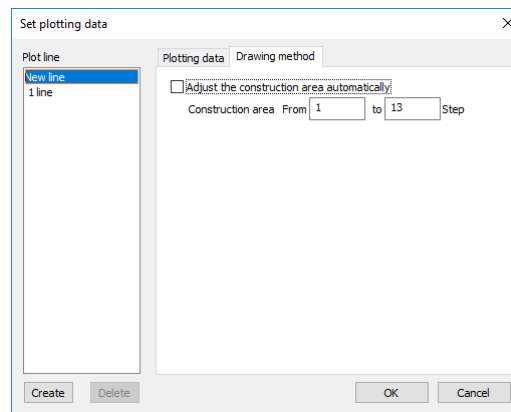 Set plotting data
Plot line
New line
1 line
Plotting data
Drawing method
Adjust the construction area automatically
Construction area From 1 to 13 Step
Create
Delete
OK
Cancel